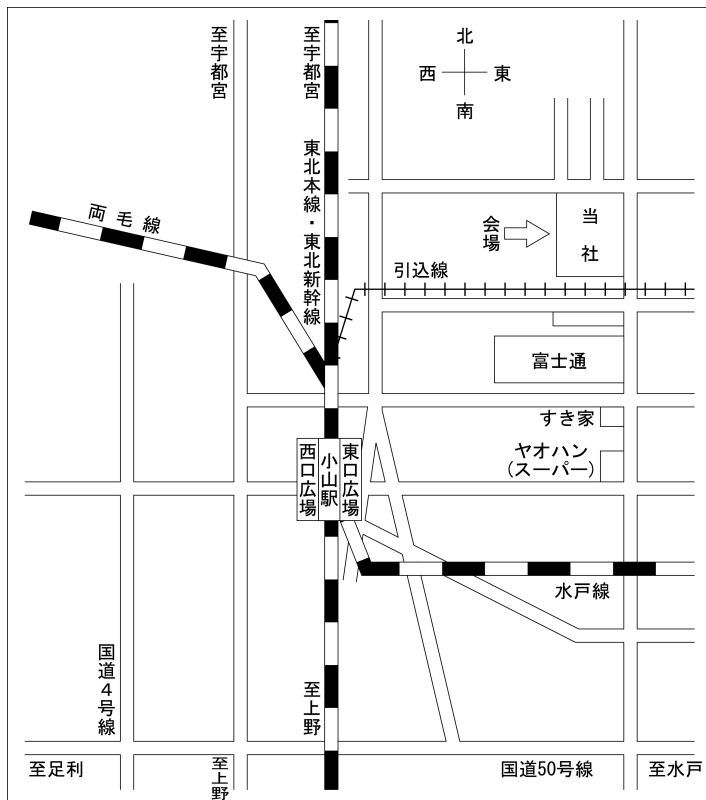 至宇都宮
至宇都宮
北
西
東
南
東北本線・東北新幹線
両毛線
会場
当社
引込線
富士通
すき家
ヤオハン
(スーパー)
西口広場
小山駅
東口広場
水戸線
国道4号線
至上野
至足利
至上野
国道50号線
至水戸